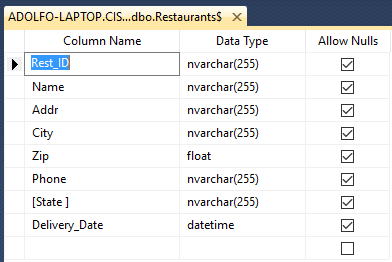 ADOLFO-LAPTOP.CIS...dbo.Restaurants$
Column Name Data Type Allow Nulls
Rest_ID nvarchar(255)
Name nvarchar(255)
Addr nvarchar(255)
City nvarchar(255)
Zip float
Phone nvarchar(255)
[State ] nvarchar(255)
Delivery_Date datetime